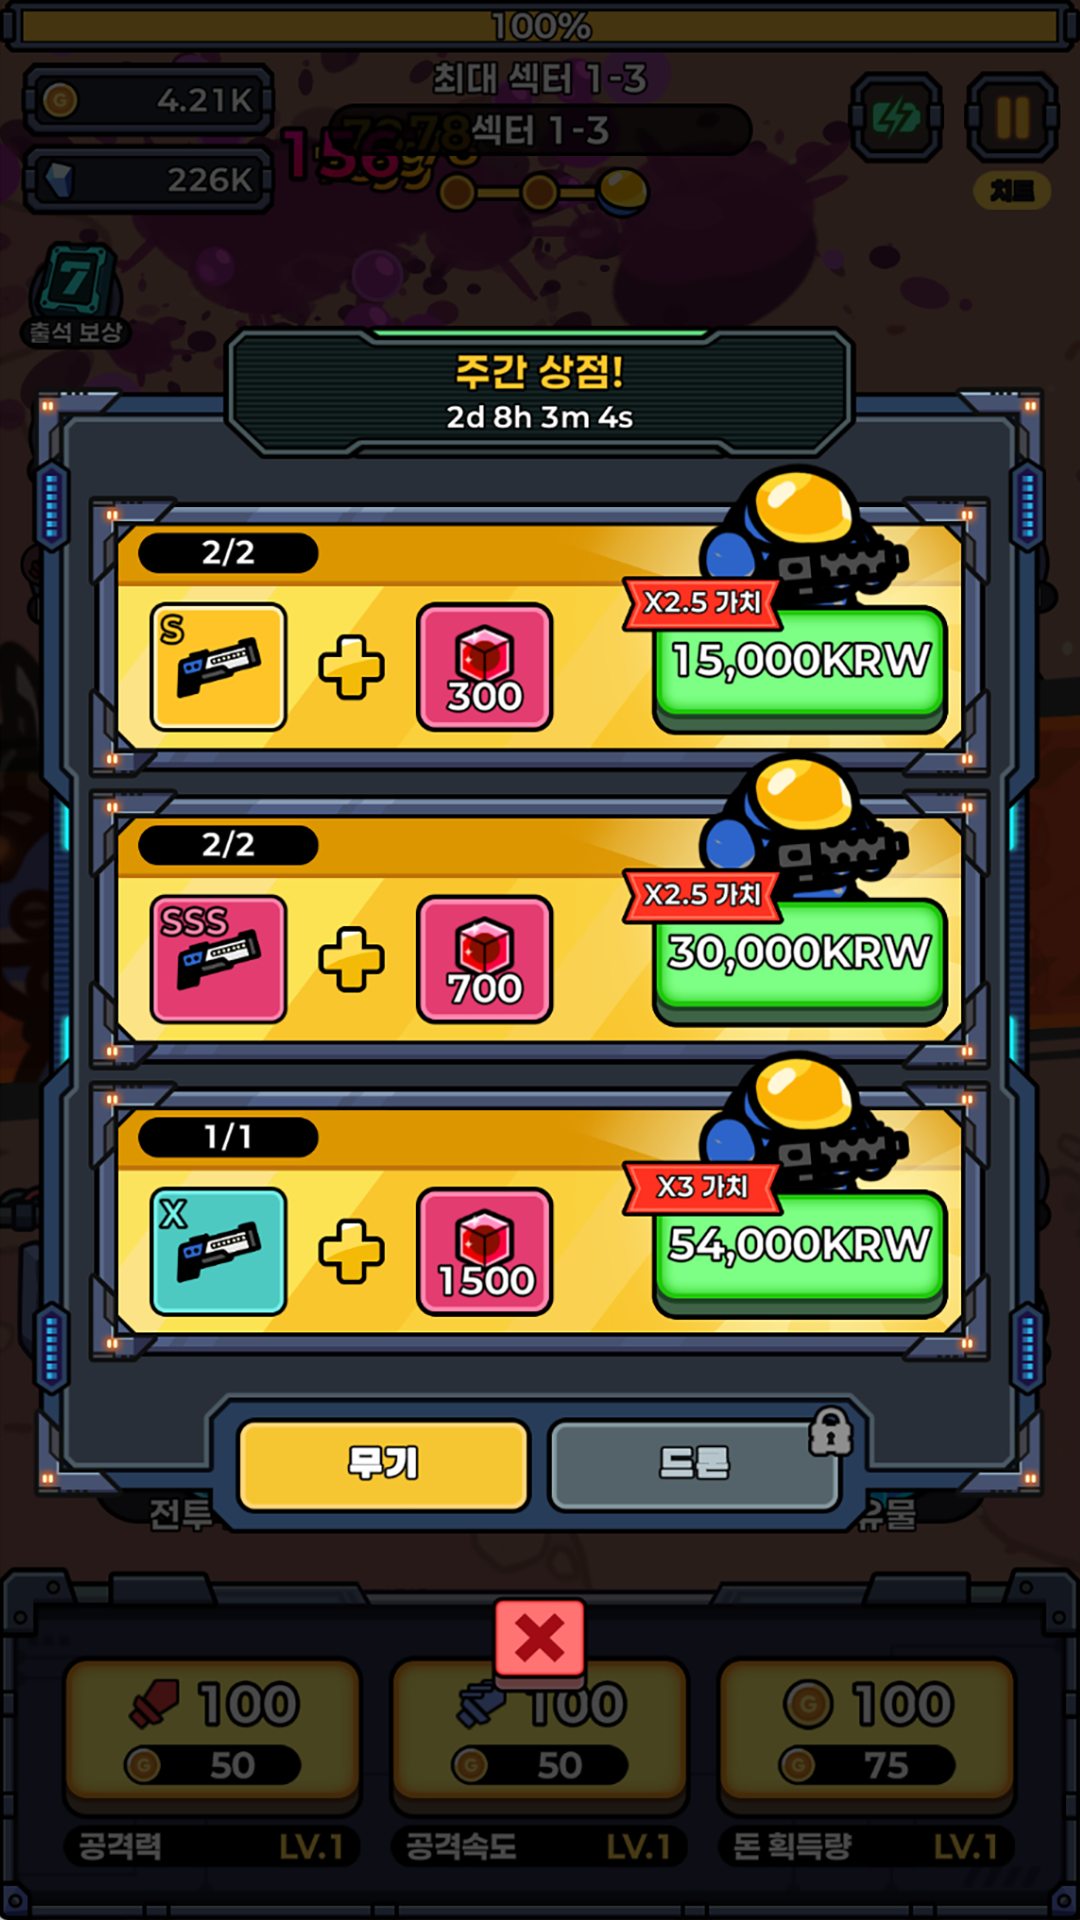 100%
4.21K
최대 섹터 1-3
섹터 1-3
226K
156
치트
7
출석 보상
주간 상점!
2d 8h 3m 4s
2/2
S
300
X2.5 가치
15,000KRW
2/2
SSS
700
X2.5 가치
30,000KRW
1/1
X
1500
X3 가치
54,000KRW
무기
드론
전투
유물
100
100
100
G 50
G 50
G 75
공격력 LV.1
공격속도 LV.1
돈 획득량 LV.1